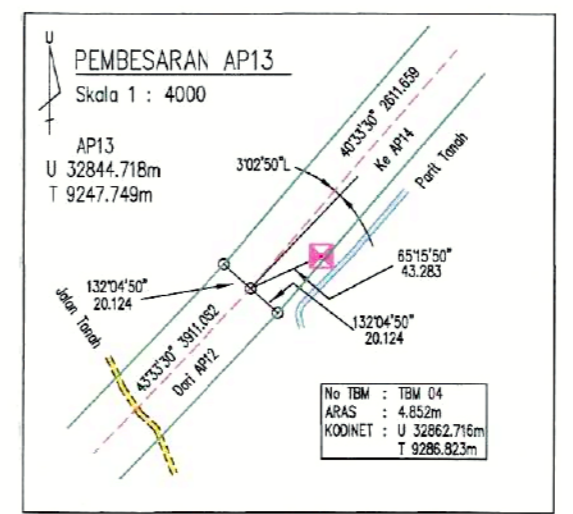 U
PEMBESARAN AP13
Skala 1 : 4000
AP13
U 32844.718m
T 9247.749m
40°33'30" 2611.659
Ke AP14
3°02'50"L
Parit Tanah
65°15'50"
43.283
132°04'50"
20.124
132°04'50"
20.124
Jalan Tanah
43°33'30" 3911.082
Dari AP12
No TBM : TBM 04
ARAS : 4.852m
KODINET : U 32862.716m
T 9286.823m